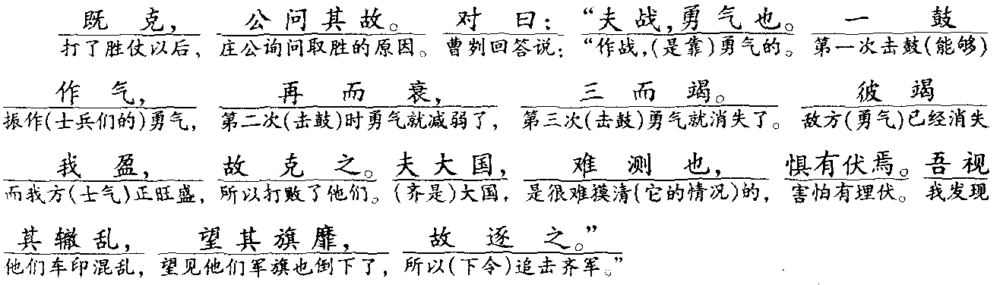 既克，公问其故。对曰：“夫战，勇气也。一鼓
打了胜仗以后，庄公询问取胜的原因。曹刿回答说：“作战，(是靠)勇气的。第一次击鼓(能够)
作气，再而衰，三而竭。彼竭
振作(士兵们的)勇气，第二次(击鼓)时勇气就减弱了，第三次(击鼓)勇气就消失了。敌方(勇气)已经消失
我盈，故克之。夫大国，难测也，惧有伏焉。吾视
而我方(士气)正旺盛，所以打败了他们。(齐是)大国，是很难摸清(它的情况)的，害怕有埋伏。我发现
其辙乱，望其旗靡，故逐之。”
他们车印混乱，望见他们军旗也倒下了，所以(下令)追击齐军。”